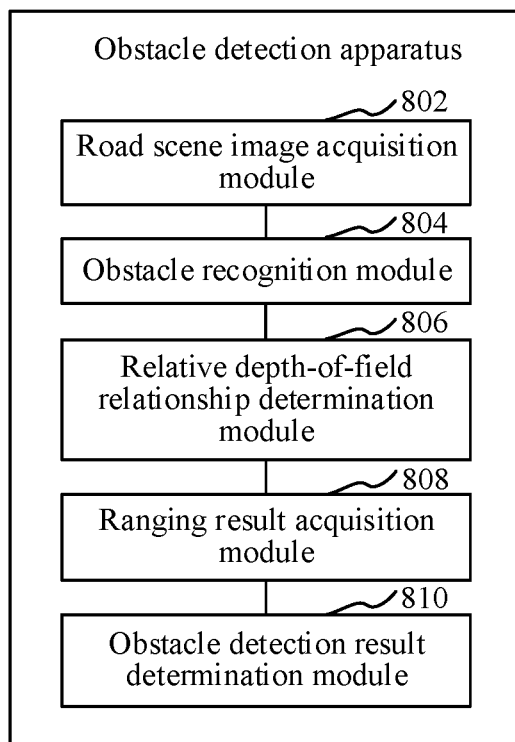 Obstacle detection apparatus
802
Road scene image acquisition
module
804
Obstacle recognition module
806
Relative depth-of-field
relationship determination
module
808
Ranging result acquisition
module
810
Obstacle detection result
determination module